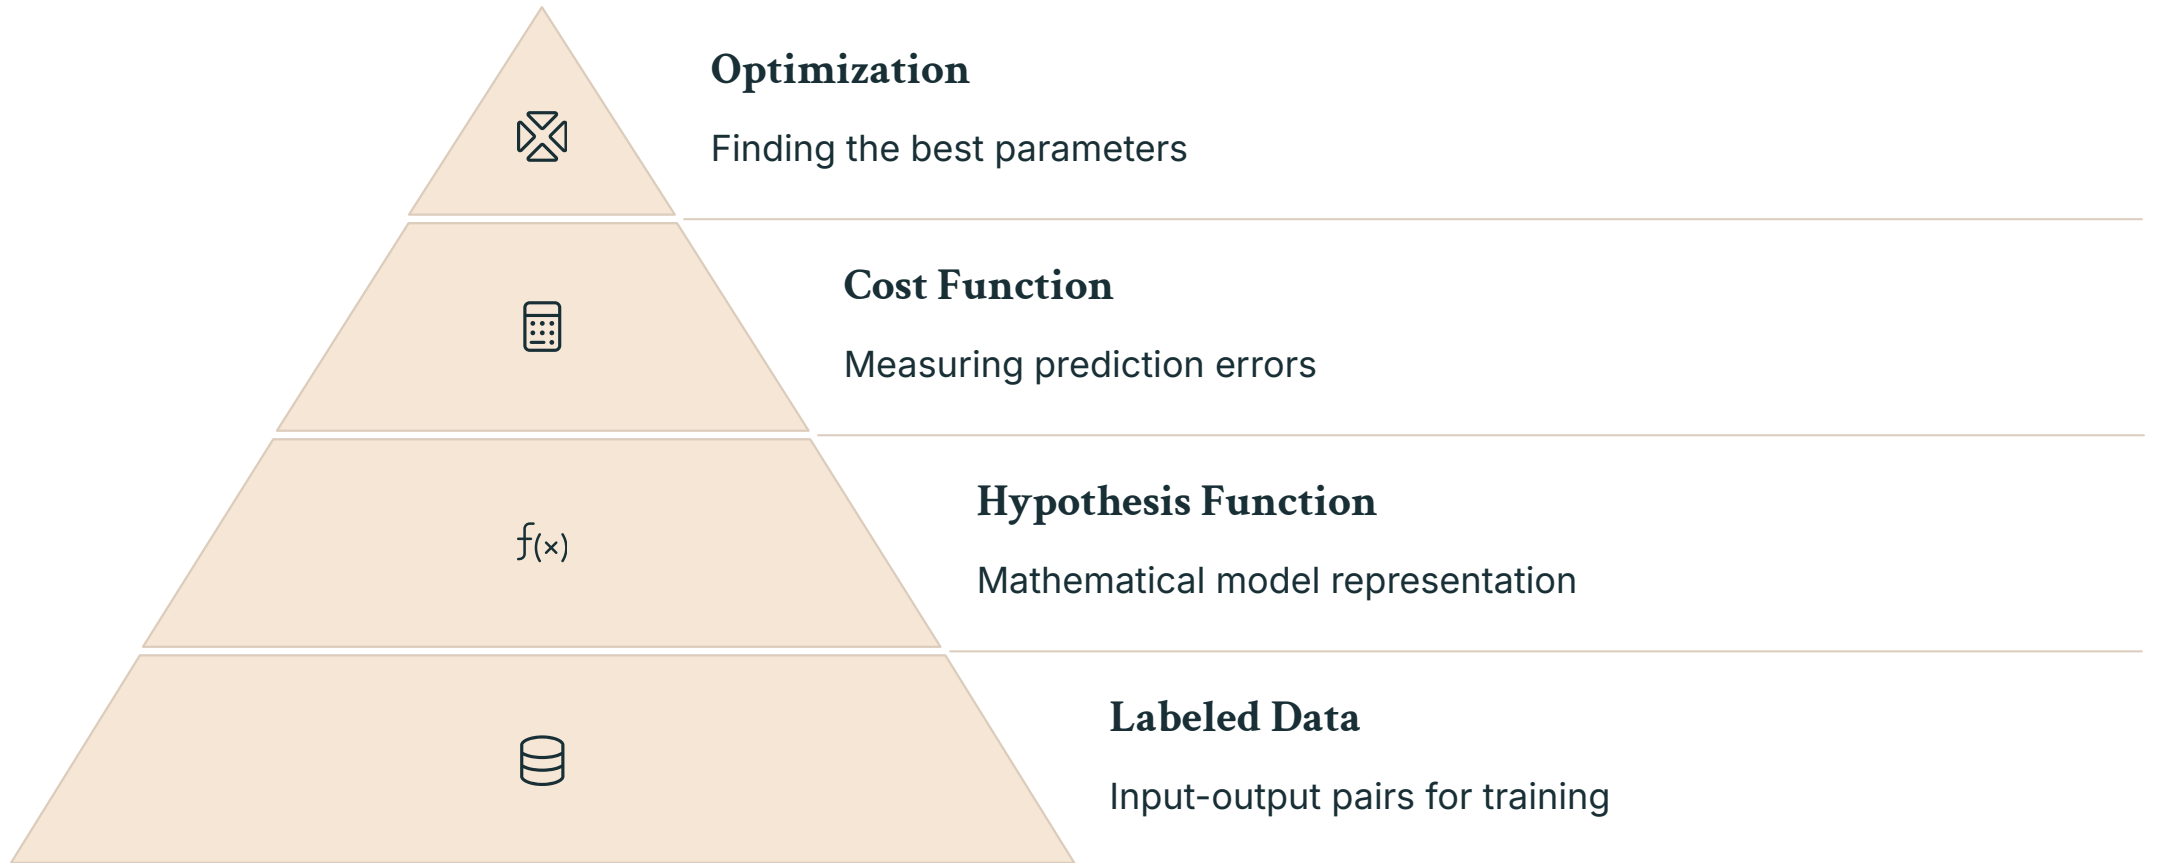 Optimization
Finding the best parameters
Cost Function
Measuring prediction errors
f(x)
Hypothesis Function
Mathematical model representation
Labeled Data
Input-output pairs for training